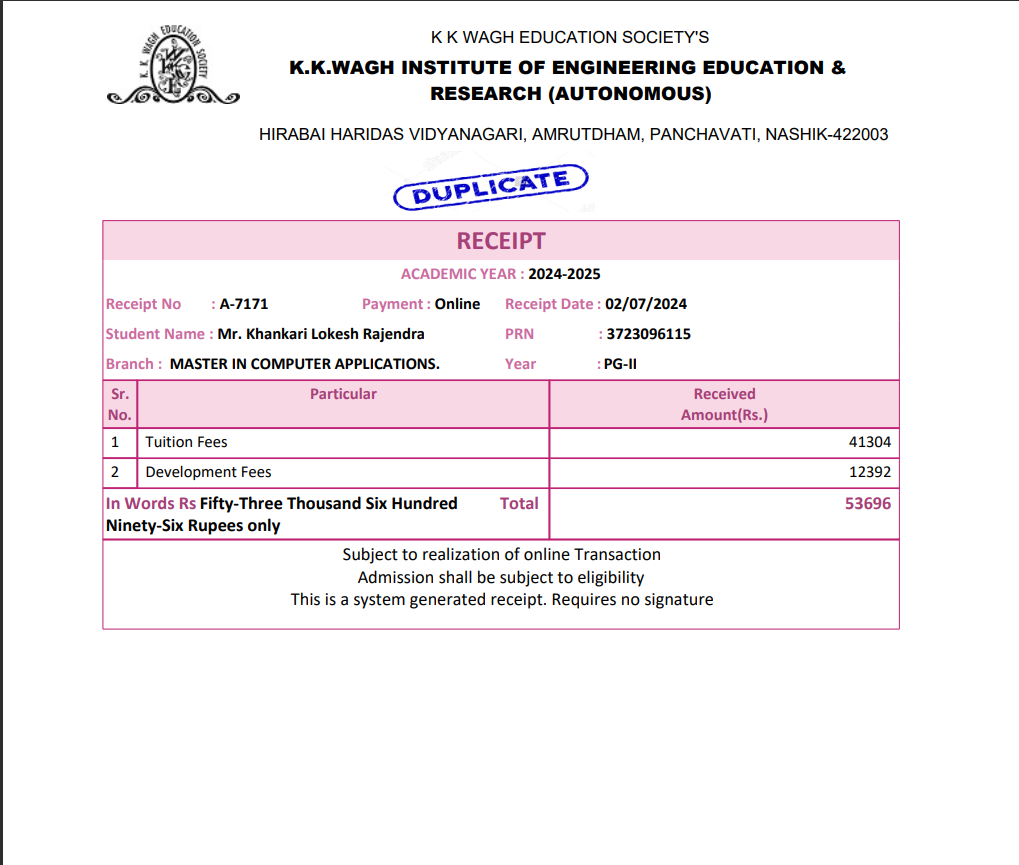 K. K. WAGH EDUCATION SOCIETY
K K WAGH EDUCATION SOCIETY'S
K.K.WAGH INSTITUTE OF ENGINEERING EDUCATION &
RESEARCH (AUTONOMOUS)
HIRABAI HARIDAS VIDYANAGARI, AMRUTDHAM, PANCHAVATI, NASHIK-422003
DUPLICATE
RECEIPT
ACADEMIC YEAR : 2024-2025
Receipt No : A-7171 Payment : Online Receipt Date : 02/07/2024
Student Name : Mr. Khankari Lokesh Rajendra PRN : 3723096115
Branch : MASTER IN COMPUTER APPLICATIONS. Year : PG-II
Sr. Particular Received
No. Amount(Rs.)
1 Tuition Fees 41304
2 Development Fees 12392
In Words Rs Fifty-Three Thousand Six Hundred Total 53696
Ninety-Six Rupees only
Subject to realization of online Transaction
Admission shall be subject to eligibility
This is a system generated receipt. Requires no signature